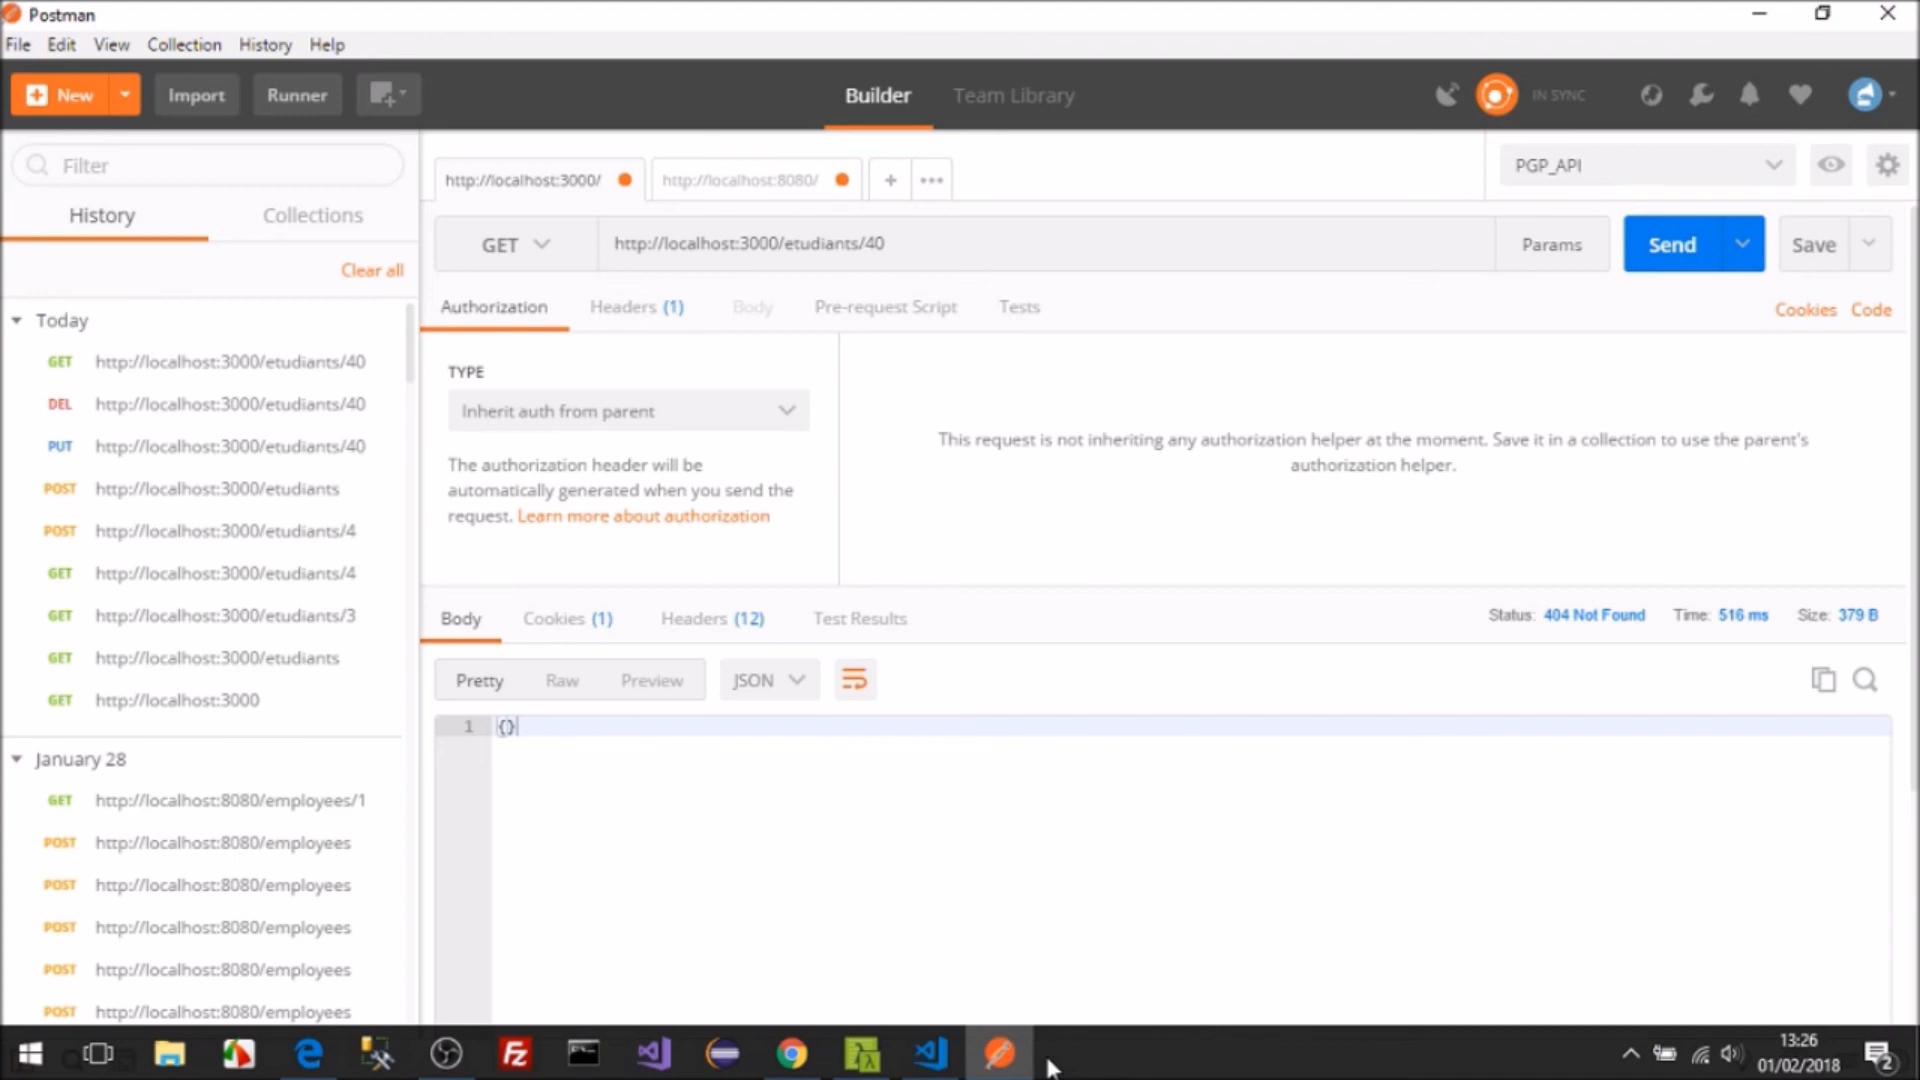 Postman
File Edit View Collection History Help
New Import Runner Builder Team Library IN SYNC
Filter
History Collections
Clear all
Today
GET http://localhost:3000/etudiants/40
DEL http://localhost:3000/etudiants/40
PUT http://localhost:3000/etudiants/40
POST http://localhost:3000/etudiants
POST http://localhost:3000/etudiants/4
GET http://localhost:3000/etudiants/4
GET http://localhost:3000/etudiants/3
GET http://localhost:3000/etudiants
GET http://localhost:3000
January 28
GET http://localhost:8080/employees/1
POST http://localhost:8080/employees
POST http://localhost:8080/employees
POST http://localhost:8080/employees
POST http://localhost:8080/employees
POST http://localhost:8080/employees
http://localhost:3000/ http://localhost:8080/ + ••• PGP_API
GET http://localhost:3000/etudiants/40 Params Send Save
Authorization Headers (1) Body Pre-request Script Tests Cookies Code
TYPE
Inherit auth from parent
The authorization header will be
automatically generated when you send the
request. Learn more about authorization
This request is not inheriting any authorization helper at the moment. Save it in a collection to use the parent's
authorization helper.
Body Cookies (1) Headers (12) Test Results Status: 404 Not Found Time: 516 ms Size: 379 B
Pretty Raw Preview JSON
1 {}
Fz
λ
13:26
01/02/2018
2